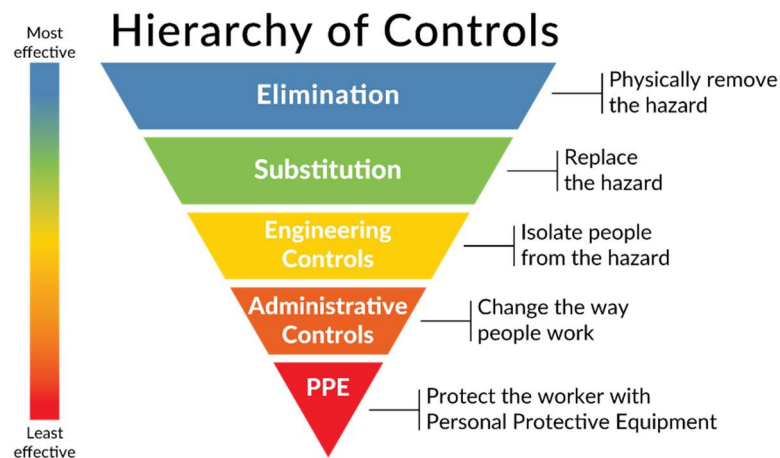 Hierarchy of Controls
Most
effective
Elimination
Physically remove
the hazard
Substitution
Replace
the hazard
Engineering
Controls
Isolate people
from the hazard
Administrative
Controls
Change the way
people work
PPE
Protect the worker with
Personal Protective Equipment
Least
effective